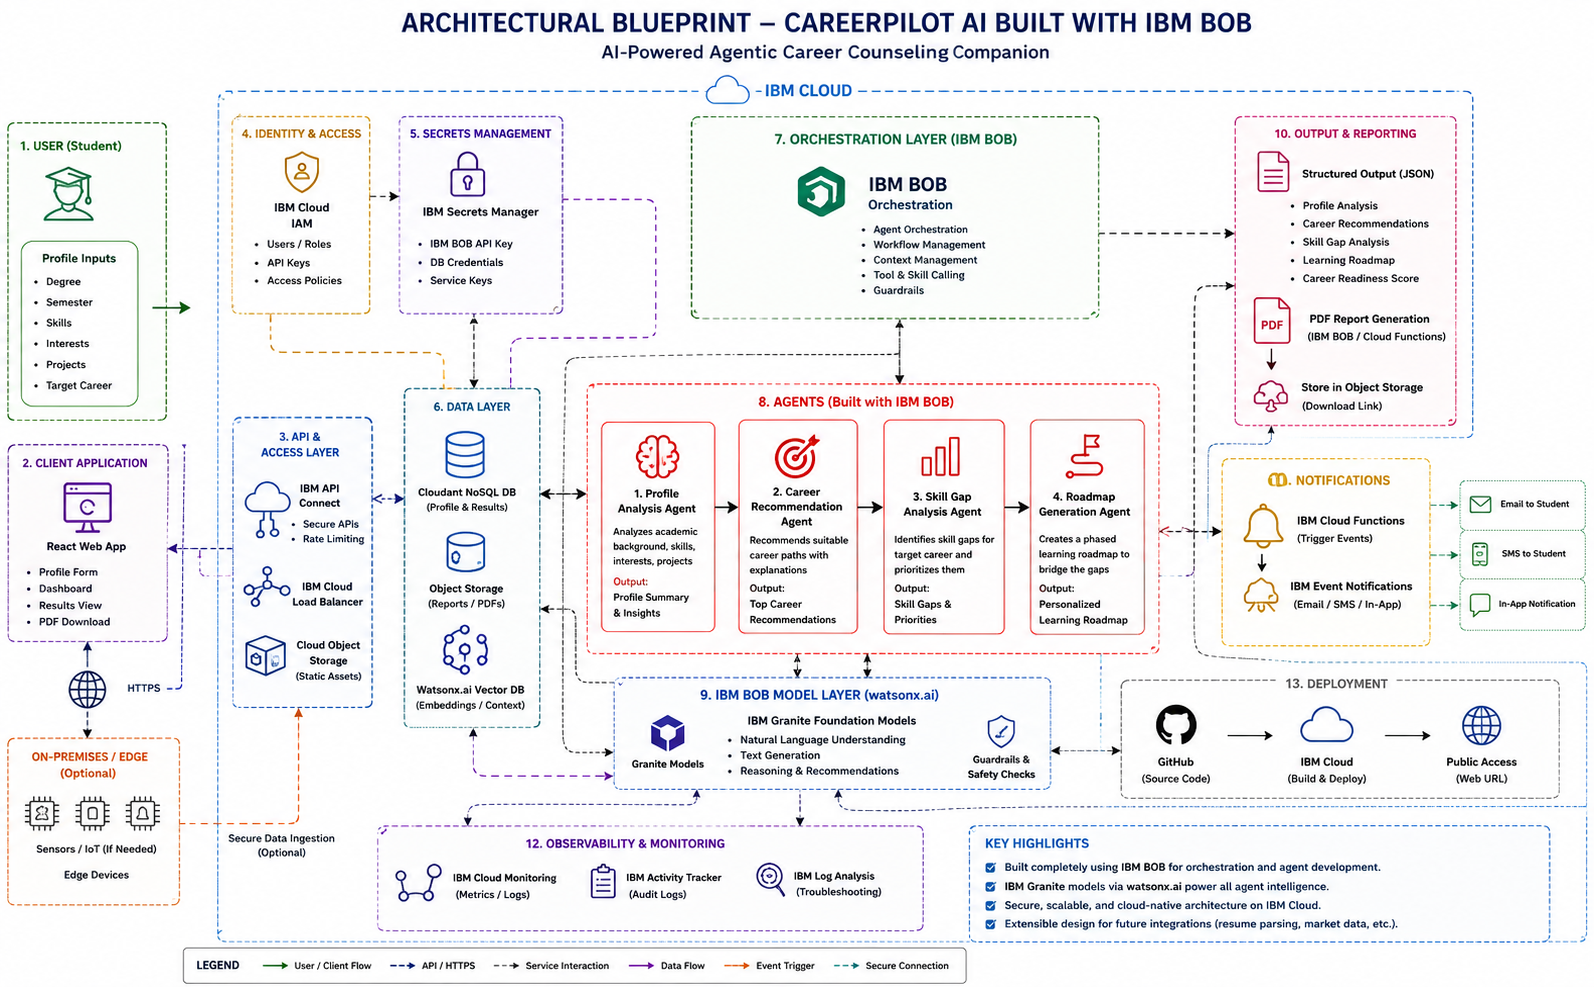 ARCHITECTURAL BLUEPRINT – CAREERPILOT AI BUILT WITH IBM BOB
AI-Powered Agentic Career Counseling Companion
IBM CLOUD
1. USER (Student)
Profile Inputs
• Degree
• Semester
• Skills
• Interests
• Projects
• Target Career
2. CLIENT APPLICATION
React Web App
• Profile Form
• Dashboard
• Results View
• PDF Download
HTTPS
ON-PREMISES / EDGE
(Optional)
Sensors / IoT (If Needed)
Edge Devices
Secure Data Ingestion
(Optional)
3. API &
ACCESS LAYER
IBM API
Connect
• Secure APIs
• Rate Limiting
IBM Cloud
Load Balancer
Cloud Object
Storage
(Static Assets)
4. IDENTITY & ACCESS
IBM Cloud
IAM
• Users / Roles
• API Keys
• Access Policies
5. SECRETS MANAGEMENT
IBM Secrets Manager
• IBM BOB API Key
• DB Credentials
• Service Keys
6. DATA LAYER
Cloudant NoSQL DB
(Profile & Results)
Object Storage
(Reports / PDFs)
Watsonx.ai Vector DB
(Embeddings / Context)
7. ORCHESTRATION LAYER (IBM BOB)
IBM BOB
Orchestration
• Agent Orchestration
• Workflow Management
• Context Management
• Tool & Skill Calling
• Guardrails
8. AGENTS (Built with IBM BOB)
1. Profile
Analysis Agent
Analyzes academic
background, skills,
interests, projects
Output:
Profile Summary
& Insights
2. Career
Recommendation
Agent
Recommends suitable
career paths with
explanations
Output:
Top Career
Recommendations
3. Skill Gap
Analysis Agent
Identifies skill gaps for
target career and
prioritizes them
Output:
Skill Gaps &
Priorities
4. Roadmap
Generation Agent
Creates a phased
learning roadmap to
bridge the gaps
Output:
Personalized
Learning Roadmap
9. IBM BOB MODEL LAYER (watsonx.ai)
Granite Models
IBM Granite Foundation Models
• Natural Language Understanding
• Text Generation
• Reasoning & Recommendations
Guardrails &
Safety Checks
10. OUTPUT & REPORTING
Structured Output (JSON)
• Profile Analysis
• Career Recommendations
• Skill Gap Analysis
• Learning Roadmap
• Career Readiness Score
PDF
PDF Report Generation
(IBM BOB / Cloud Functions)
Store in Object Storage
(Download Link)
. NOTIFICATIONS
IBM Cloud Functions
(Trigger Events)
IBM Event Notifications
(Email / SMS / In-App)
Email to Student
SMS to Student
In-App Notification
12. OBSERVABILITY & MONITORING
IBM Cloud Monitoring
(Metrics / Logs)
IBM Activity Tracker
(Audit Logs)
IBM Log Analysis
(Troubleshooting)
13. DEPLOYMENT
GitHub
(Source Code)
IBM Cloud
(Build & Deploy)
Public Access
(Web URL)
KEY HIGHLIGHTS
Built completely using IBM BOB for orchestration and agent development.
IBM Granite models via watsonx.ai power all agent intelligence.
Secure, scalable, and cloud-native architecture on IBM Cloud.
Extensible design for future integrations (resume parsing, market data, etc.).
LEGEND
User / Client Flow
API / HTTPS
Service Interaction
Data Flow
Event Trigger
Secure Connection